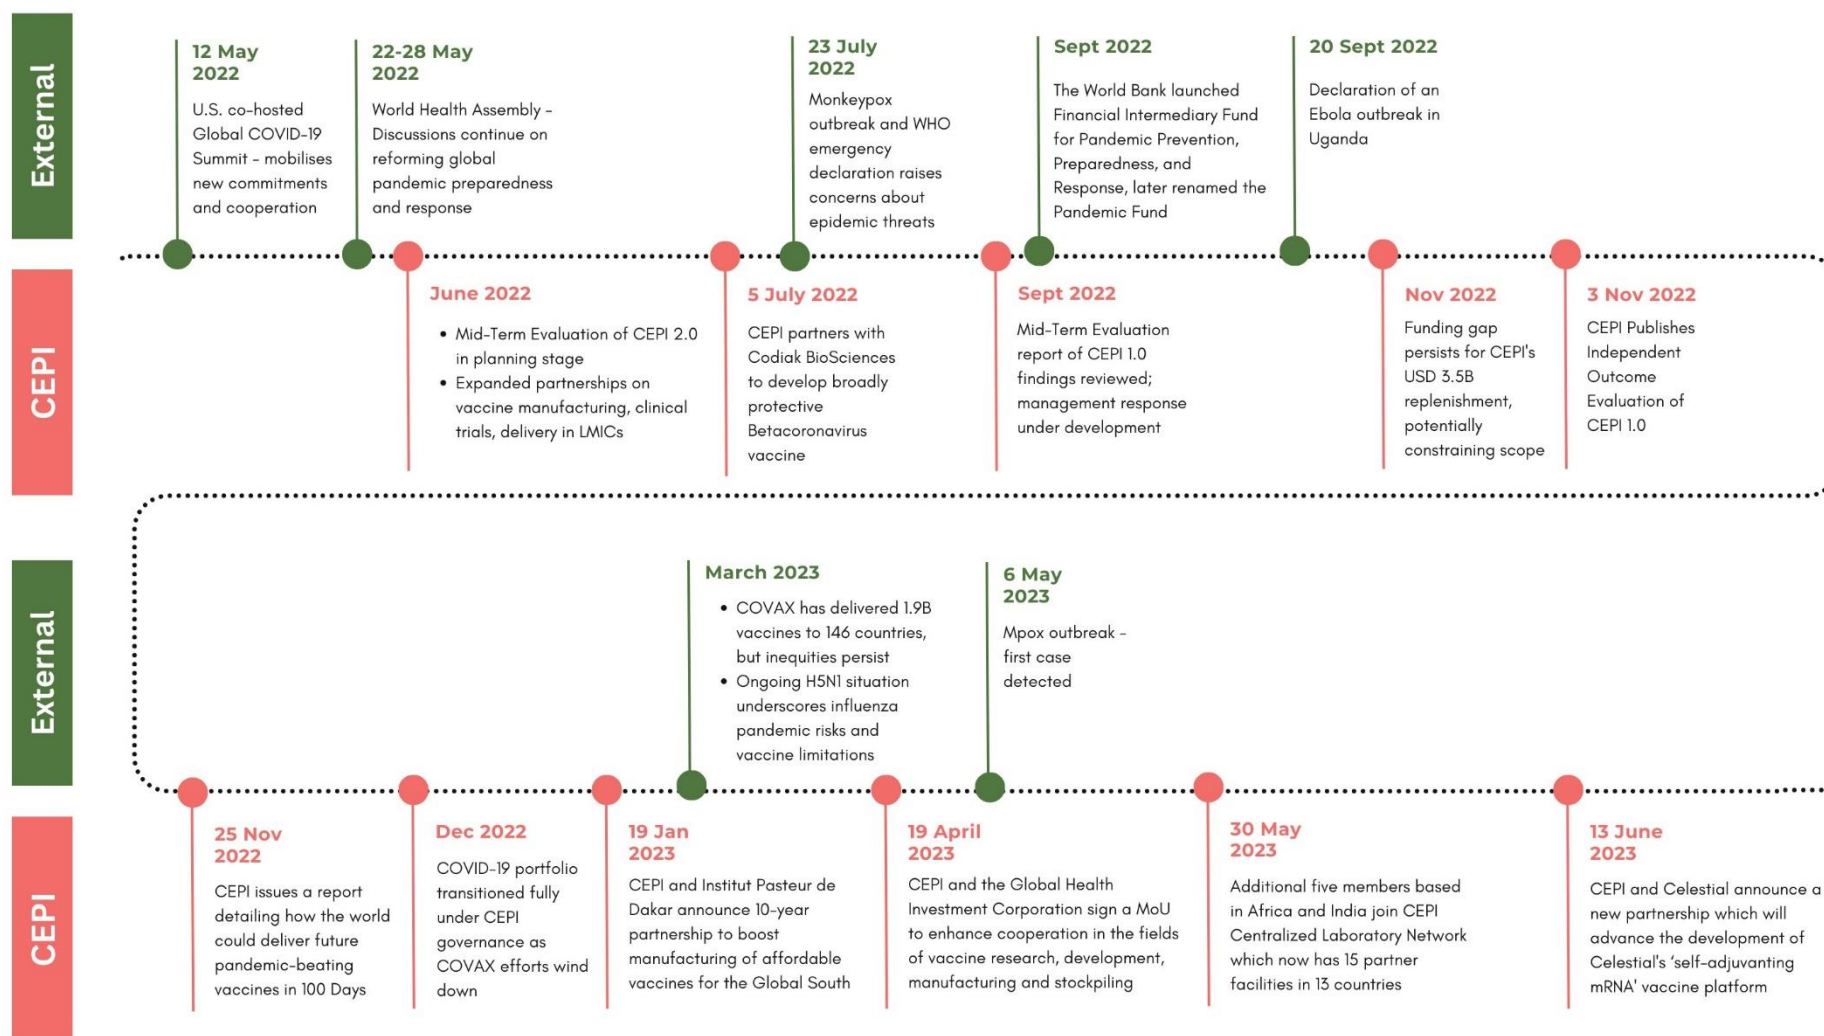 External
12 May
2022
U.S. co-hosted
Global COVID-19
Summit - mobilises
new commitments
and cooperation
22-28 May
2022
World Health Assembly -
Discussions continue on
reforming global
pandemic preparedness
and response
23 July
2022
Monkeypox
outbreak and WHO
emergency
declaration raises
concerns about
epidemic threats
Sept 2022
The World Bank launched
Financial Intermediary Fund
for Pandemic Prevention,
Preparedness, and
Response, later renamed the
Pandemic Fund
20 Sept 2022
Declaration of an
Ebola outbreak in
Uganda
CEPI
June 2022
• Mid-Term Evaluation of CEPI 2.0
in planning stage
• Expanded partnerships on
vaccine manufacturing, clinical
trials, delivery in LMICs
5 July 2022
CEPI partners with
Codiak BioSciences
to develop broadly
protective
Betacoronavirus
vaccine
Sept 2022
Mid-Term Evaluation
report of CEPI 1.0
findings reviewed;
management response
under development
Nov 2022
Funding gap
persists for CEPI's
USD 3.5B
replenishment,
potentially
constraining scope
3 Nov 2022
CEPI Publishes
Independent
Outcome
Evaluation of
CEPI 1.0
External
March 2023
• COVAX has delivered 1.9B
vaccines to 146 countries,
but inequities persist
• Ongoing H5N1 situation
underscores influenza
pandemic risks and
vaccine limitations
6 May
2023
Mpox outbreak -
first case
detected
CEPI
25 Nov
2022
CEPI issues a report
detailing how the world
could deliver future
pandemic-beating
vaccines in 100 Days
Dec 2022
COVID-19 portfolio
transitioned fully
under CEPI
governance as
COVAX efforts wind
down
19 Jan
2023
CEPI and Institut Pasteur de
Dakar announce 10-year
partnership to boost
manufacturing of affordable
vaccines for the Global South
19 April
2023
CEPI and the Global Health
Investment Corporation sign a MoU
to enhance cooperation in the fields
of vaccine research, development,
manufacturing and stockpiling
30 May
2023
Additional five members based
in Africa and India join CEPI
Centralized Laboratory Network
which now has 15 partner
facilities in 13 countries
13 June
2023
CEPI and Celestial announce a
new partnership which will
advance the development of
Celestial's 'self-adjuvanting
mRNA' vaccine platform